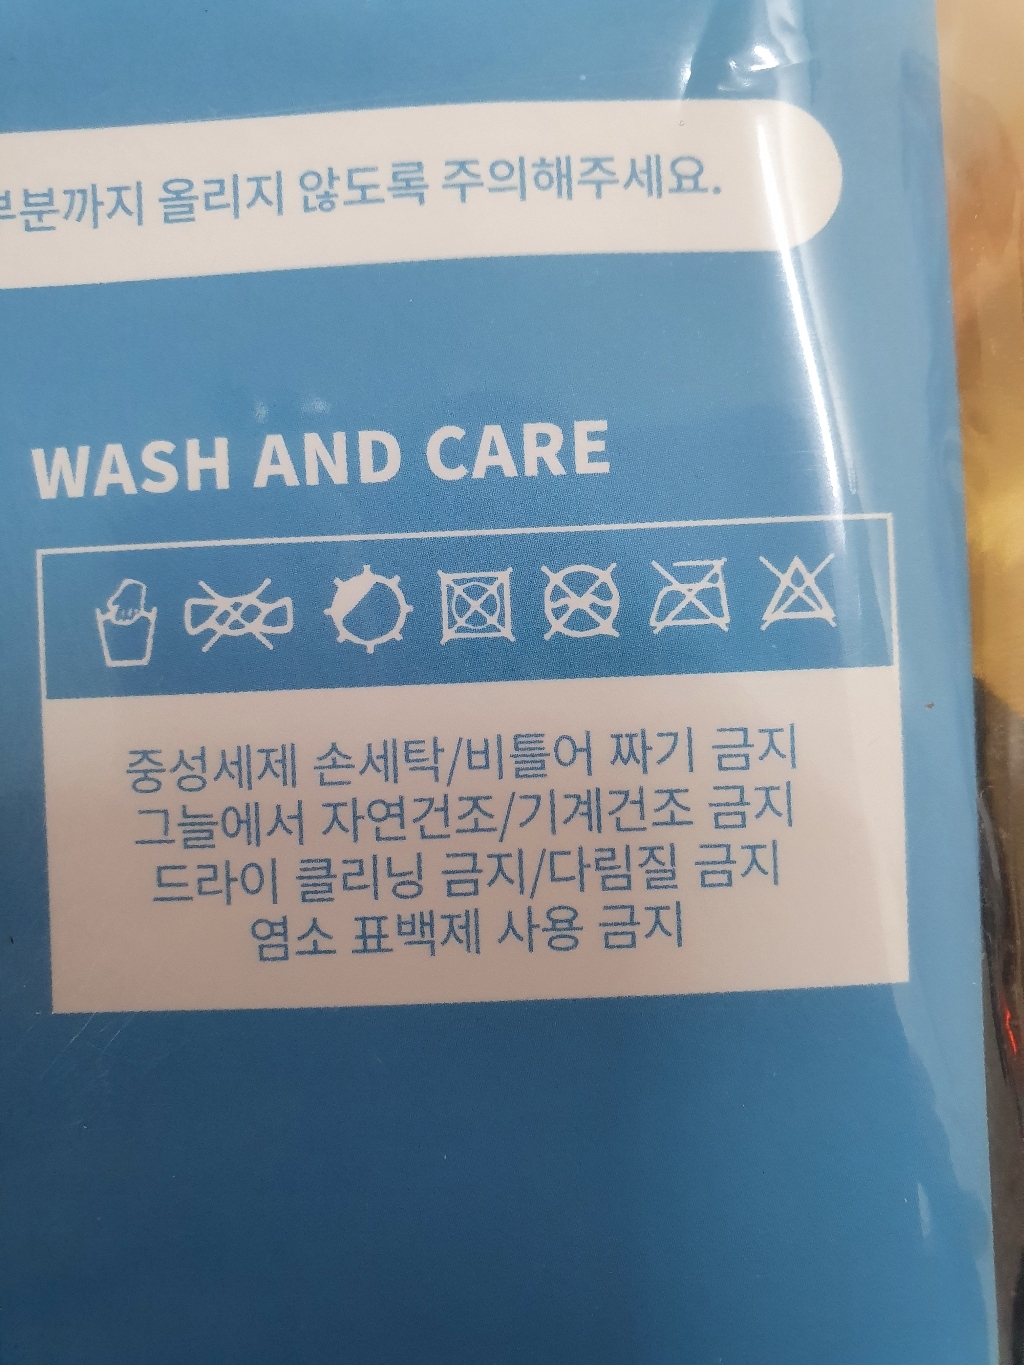 부분까지 올리지 않도록 주의해주세요.
WASH AND CARE
중성세제 손세탁/비틀어 짜기 금지
그늘에서 자연건조/기계건조 금지
드라이 클리닝 금지/다림질 금지
염소 표백제 사용 금지